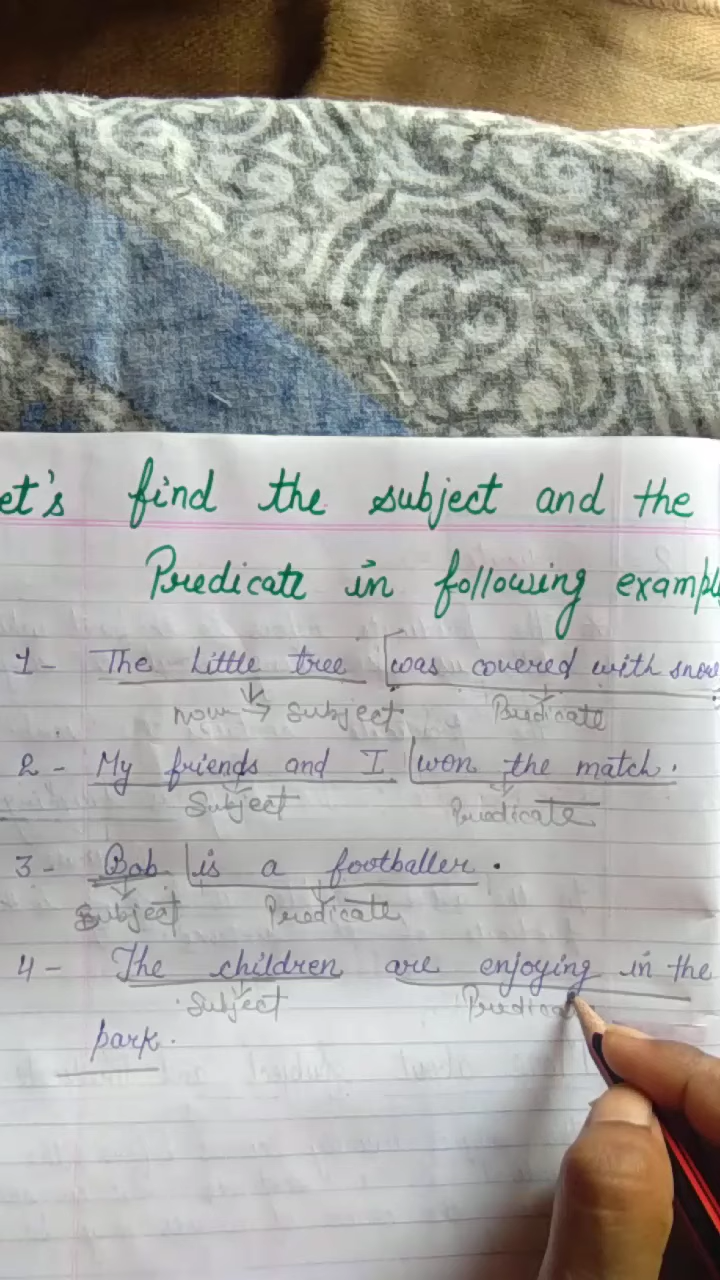 et's find the subject and the
Predicate in following exampl
1- The little tree was covered with snow
now → Subject Predicate
2- My friends and I won the match.
Subject Predicate
3- Bob is a footballer.
Subject Predicate
4- The children are enjoying in the
Subject Predicat
park.